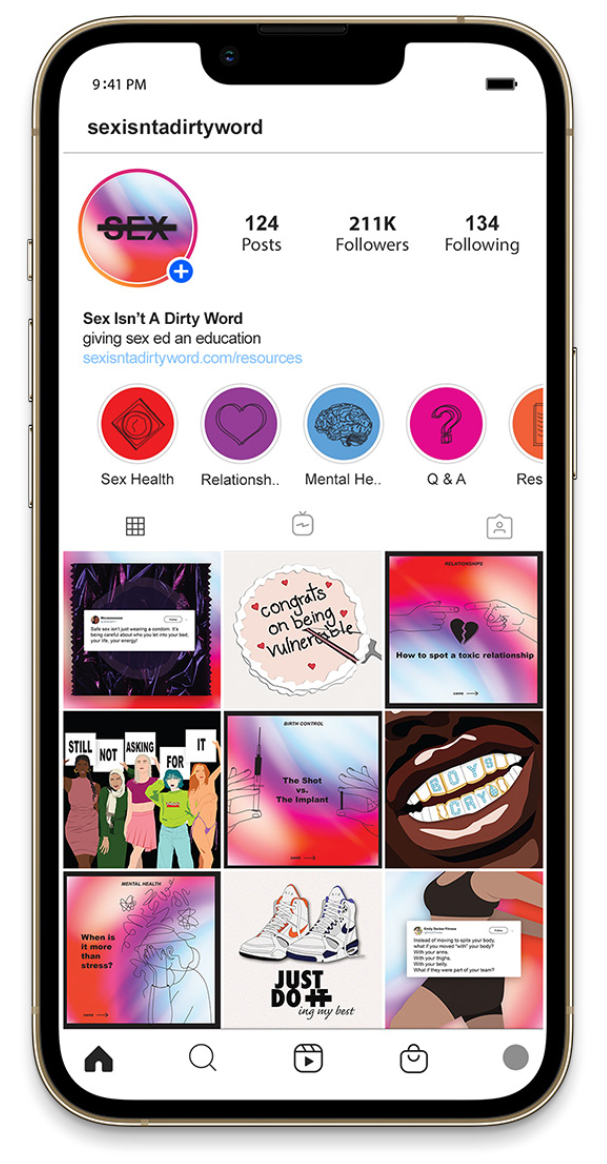 9:41 PM
sexisntadirtyword
SEX
124
Posts
211K
Followers
134
Following
Sex Isn't A Dirty Word
giving sex ed an education
sexisntadirtyword.com/resources
Sex Health
Relationsh..
Mental He..
Q & A
Res
Follow
Safe sex isn't just wearing a condom. It's
being careful about who you let into your bed,
your life, your energy!
congrats
on being
vulnerable
RELATIONSHIPS
How to spot a toxic relationship
STILL
NOT
ASKING
FOR
IT
BIRTH CONTROL
The Shot
vs.
The Implant
BOYS
CRY
MENTAL HEALTH
When is
it more
than
stress?
JUST
DO IT
ing my best
Emily Decker Fitness
Follow
Instead of moving to spite your body,
what if you moved "with" your body?
With your arms.
With your thighs.
With your belly.
What if they were part of your team?